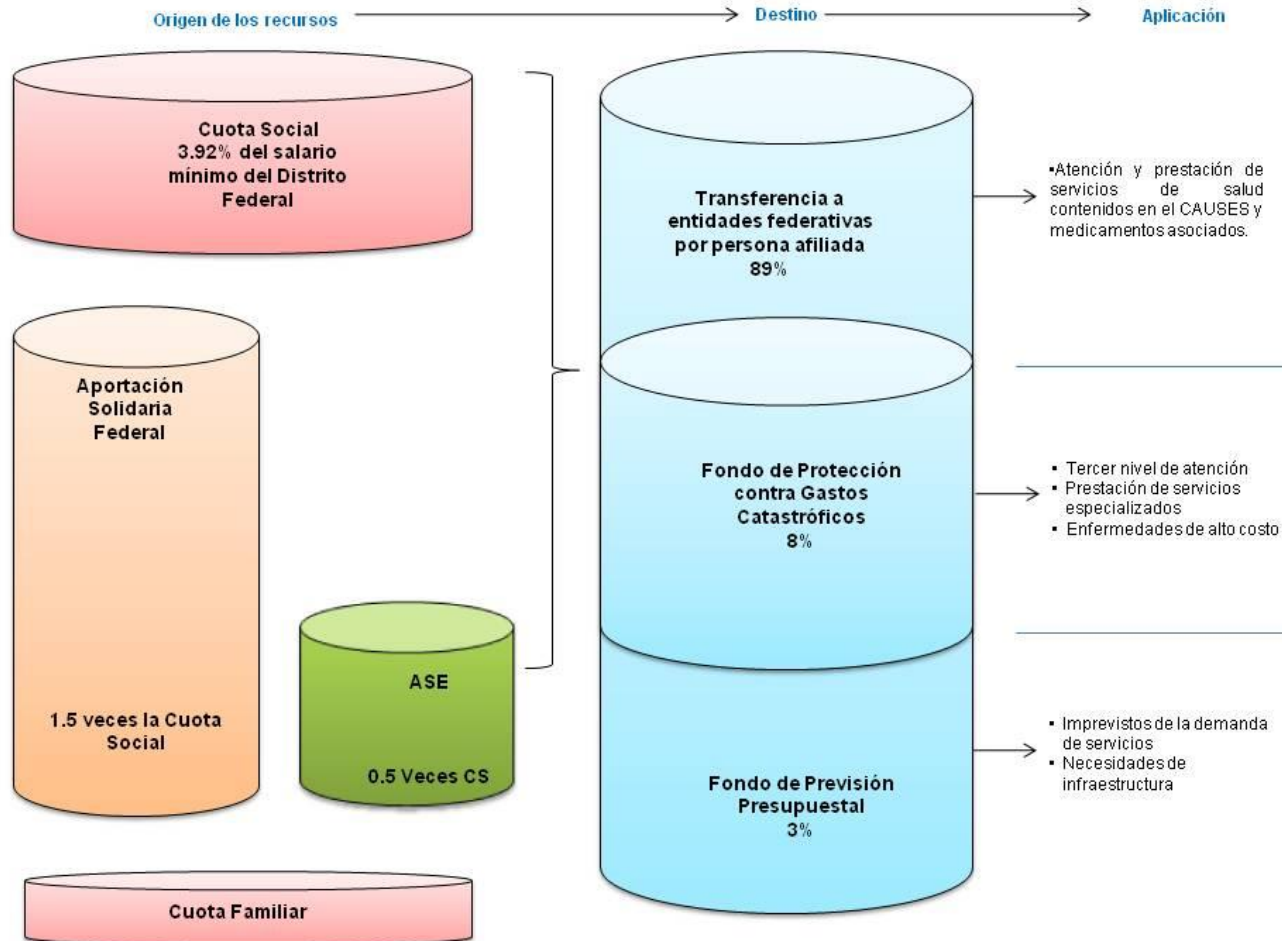 Origen de los recursos
Destino
Aplicación
Cuota Social
3.92% del salario
mínimo del Distrito
Federal
Aportación
Solidaria
Federal
1.5 veces la Cuota
Social
ASE
0.5 Veces CS
Cuota Familiar
Transferencia a
entidades federativas
por persona afiliada
89%
Fondo de Protección
contra Gastos
Catastróficos
8%
Fondo de Previsión
Presupuestal
3%
▪Atención y prestación de
servicios de salud
contenidos en el CAUSES y
medicamentos asociados.
▪ Tercer nivel de atención
▪ Prestación de servicios
especializados
▪ Enfermedades de alto costo
▪ Imprevistos de la demanda
de servicios
▪ Necesidades de
infraestructura